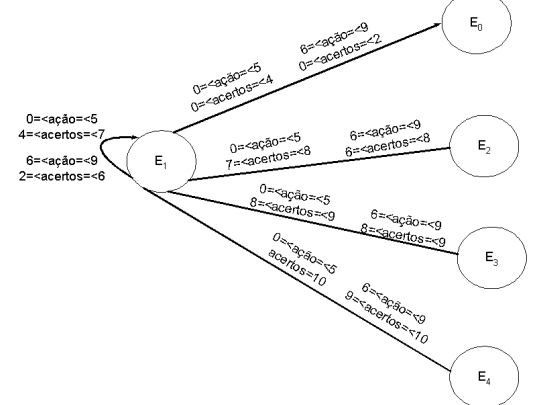 E0
6=<ação=<9
0=<acertos=<2
0=<ação=<5
0=<acertos=<4
0=<ação=<5
4=<acertos=<7
6=<ação=<9
2=<acertos=<6
E1
0=<ação=<5
7=<acertos=<8
6=<ação=<9
6=<acertos=<8
E2
0=<ação=<5
8=<acertos=<9
6=<ação=<9
8=<acertos=<9
E3
0=<ação=<5
acertos=10
6=<ação=<9
9=<acertos=<10
E4